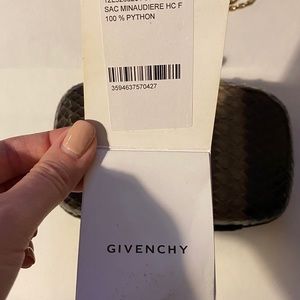 SAC MINAUDIERE HC F
100 % PYTHON
3594637570427
GIVENCHY